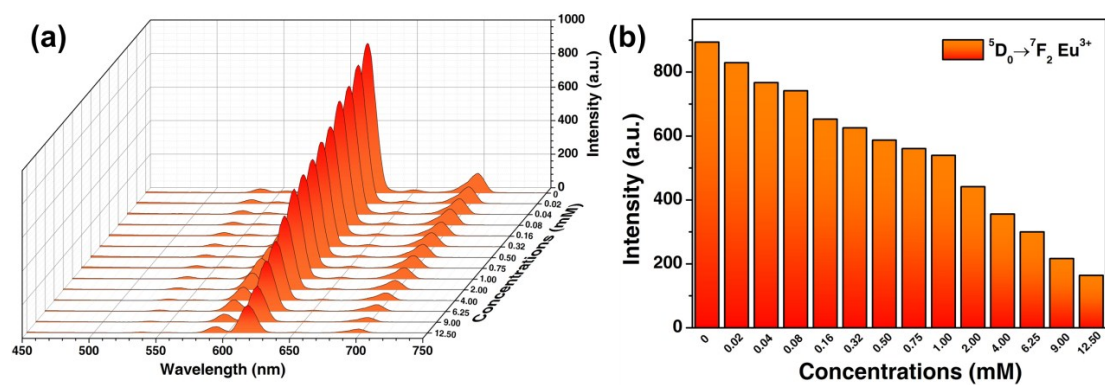 (a)
1000
800
600
400
200
0
Intensity (a.u.)
0
0.02
0.04
0.08
0.16
0.32
0.50
0.75
1.00
2.00
4.00
6.25
9.00
12.50
Concentrations (mM)
450 500 550 600 650 700 750
Wavelength (nm)
(b)
⁵D₀→⁷F₂ Eu³⁺
800
600
400
200
0
Intensity (a.u.)
0 0.02 0.04 0.08 0.16 0.32 0.50 0.75 1.00 2.00 4.00 6.25 9.00 12.50
Concentrations (mM)